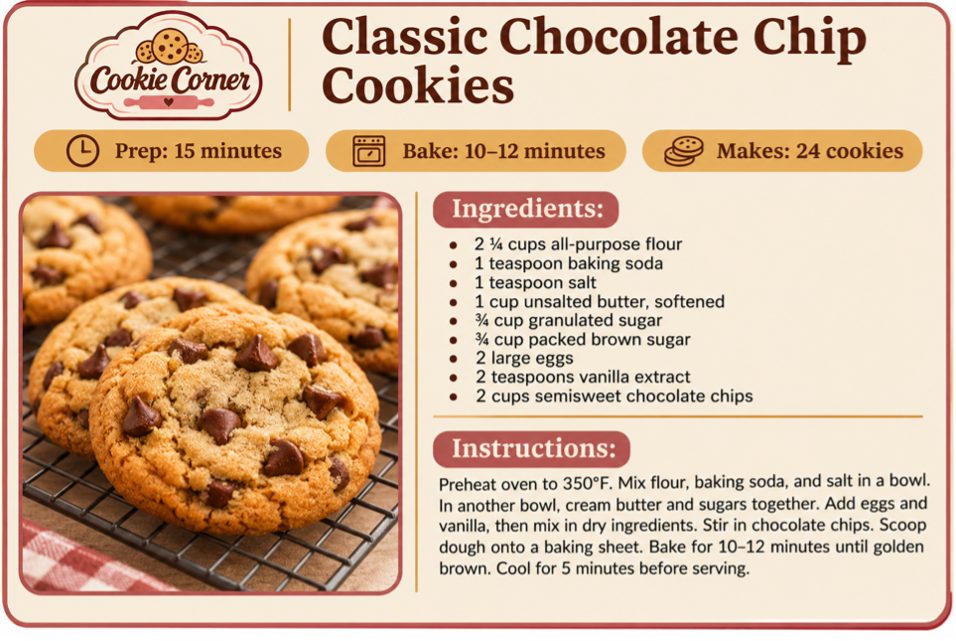 Cookie Corner
Classic Chocolate Chip
Cookies
Prep: 15 minutes
Bake: 10–12 minutes
Makes: 24 cookies
Ingredients:
• 2 ¼ cups all-purpose flour
• 1 teaspoon baking soda
• 1 teaspoon salt
• 1 cup unsalted butter, softened
• ¾ cup granulated sugar
• ¾ cup packed brown sugar
• 2 large eggs
• 2 teaspoons vanilla extract
• 2 cups semisweet chocolate chips
Instructions:
Preheat oven to 350°F. Mix flour, baking soda, and salt in a bowl.
In another bowl, cream butter and sugars together. Add eggs and
vanilla, then mix in dry ingredients. Stir in chocolate chips. Scoop
dough onto a baking sheet. Bake for 10–12 minutes until golden
brown. Cool for 5 minutes before serving.